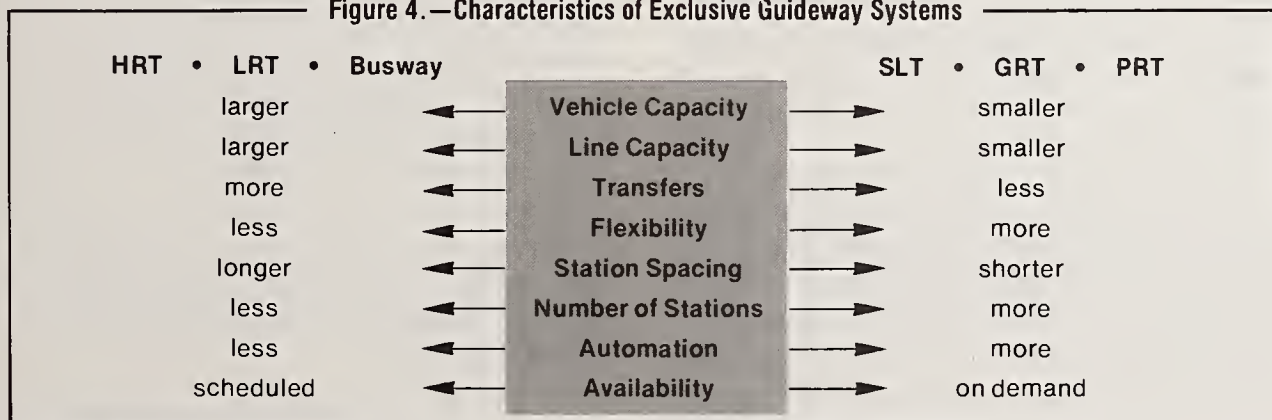 Figure 4.—Characteristics of Exclusive Guideway Systems
HRT • LRT • Busway SLT • GRT • PRT
larger Vehicle Capacity smaller
larger Line Capacity smaller
more Transfers less
less Flexibility more
longer Station Spacing shorter
less Number of Stations more
less Automation more
scheduled Availability on demand